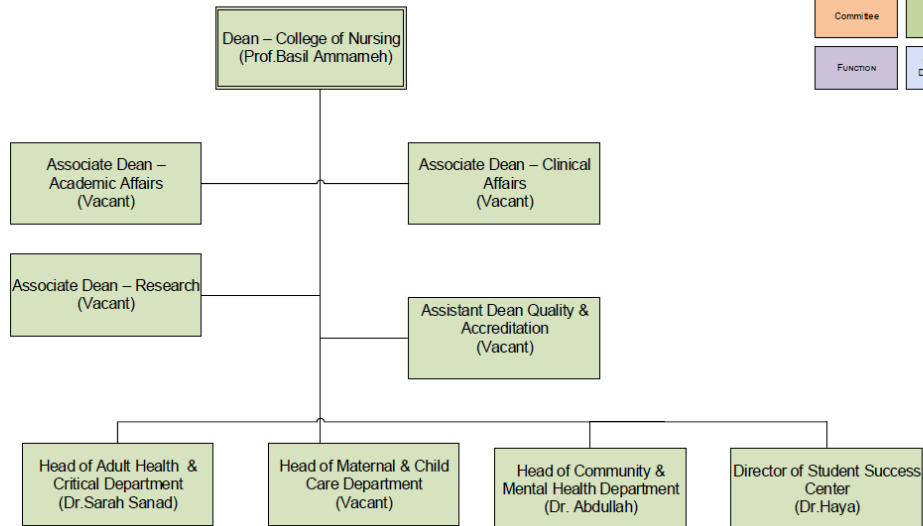 Dean – College of Nursing
(Prof.Basil Ammameh)
Committee
FUNCTION
D
Associate Dean –
Academic Affairs
(Vacant)
Associate Dean – Clinical
Affairs
(Vacant)
Associate Dean – Research
(Vacant)
Assistant Dean Quality &
Accreditation
(Vacant)
Head of Adult Health &
Critical Department
(Dr.Sarah Sanad)
Head of Maternal & Child
Care Department
(Vacant)
Head of Community &
Mental Health Department
(Dr. Abdullah)
Director of Student Success
Center
(Dr.Haya)